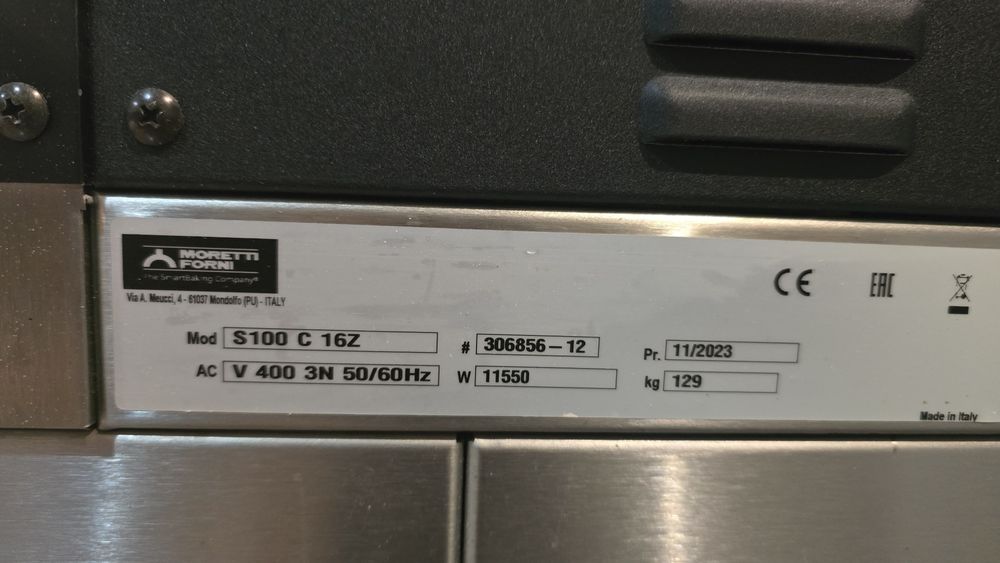 MORETTI
FORNI
The SmartBaking Company®
Via A. Meucci, 4 - 61037 Mondolfo (PU) - ITALY
CE EAC
Mod S100 C 16Z # 306856-12 Pr. 11/2023
AC V 400 3N 50/60Hz W 11550 kg 129
Made in Italy